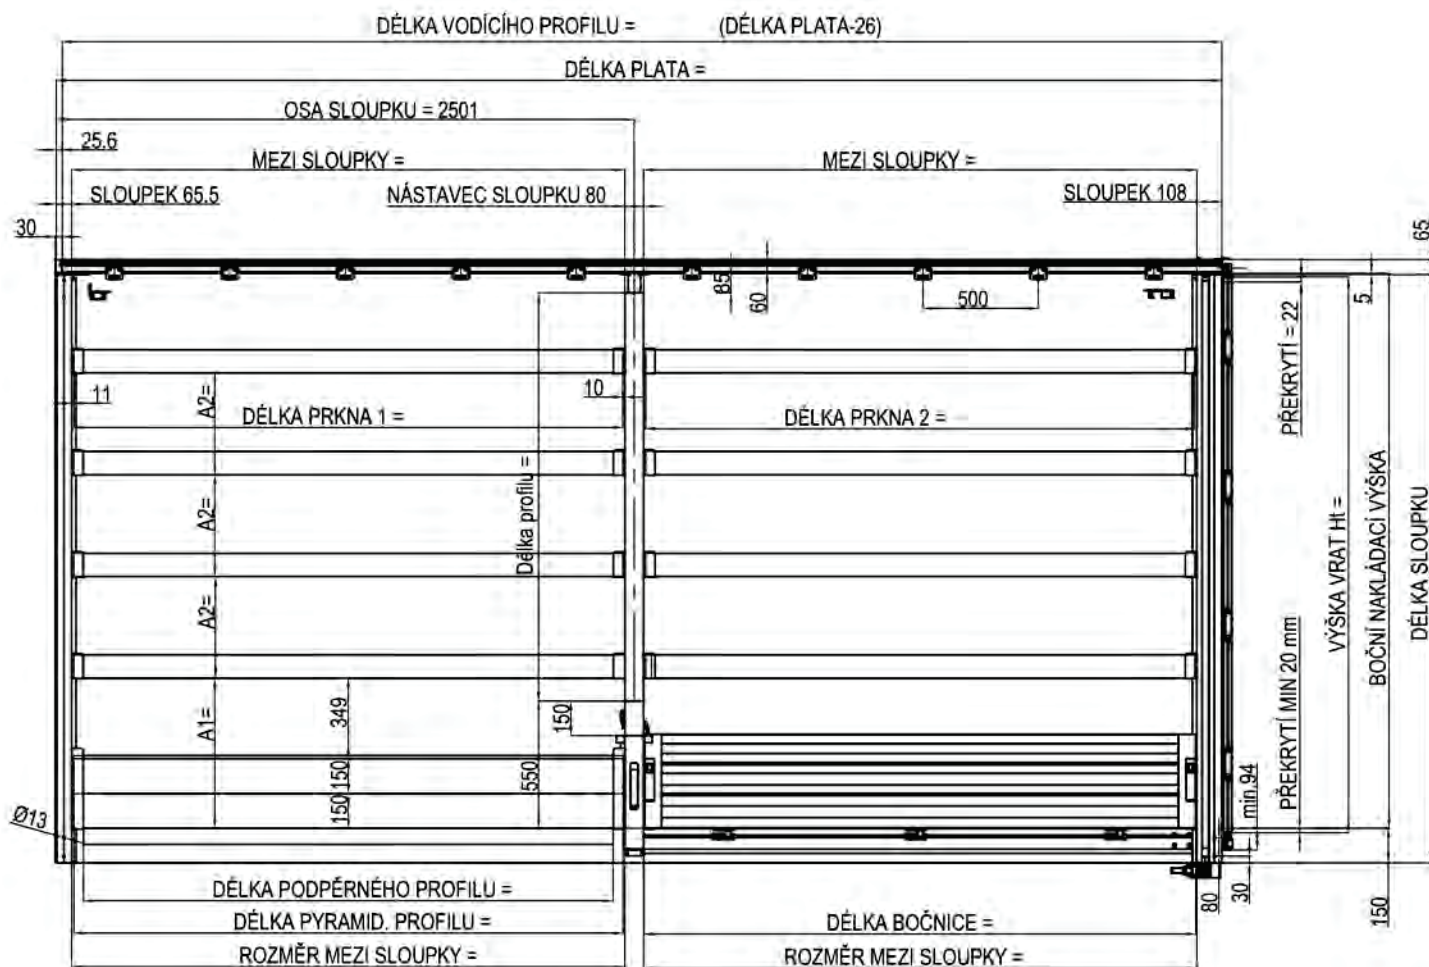 DÉLKA VODÍCÍHO PROFILU = (DÉLKA PLATA-26)
DÉLKA PLATA =
OSA SLOUPKU = 2501
25.6
MEZI SLOUPKY =
MEZI SLOUPKY =
SLOUPEK 65.5
NÁSTAVEC SLOUPKU 80
SLOUPEK 108
30
65
85
60
500
5
PŘEKRYTÍ = 22
11
A2=
10
DÉLKA PRKNA 1 =
DÉLKA PRKNA 2 =
Délka profilu =
A2=
A2=
VÝŠKA VRAT Ht =
BOČNÍ NAKLÁDACÍ VÝŠKA
DÉLKA SLOUPKU
A1=
349
150
550
150
150
PŘEKRYTÍ MIN 20 mm
min.94
Ø13
DÉLKA PODPĚRNÉHO PROFILU =
80
30
150
DÉLKA PYRAMID. PROFILU =
DÉLKA BOČNICE =
ROZMĚR MEZI SLOUPKY =
ROZMĚR MEZI SLOUPKY =